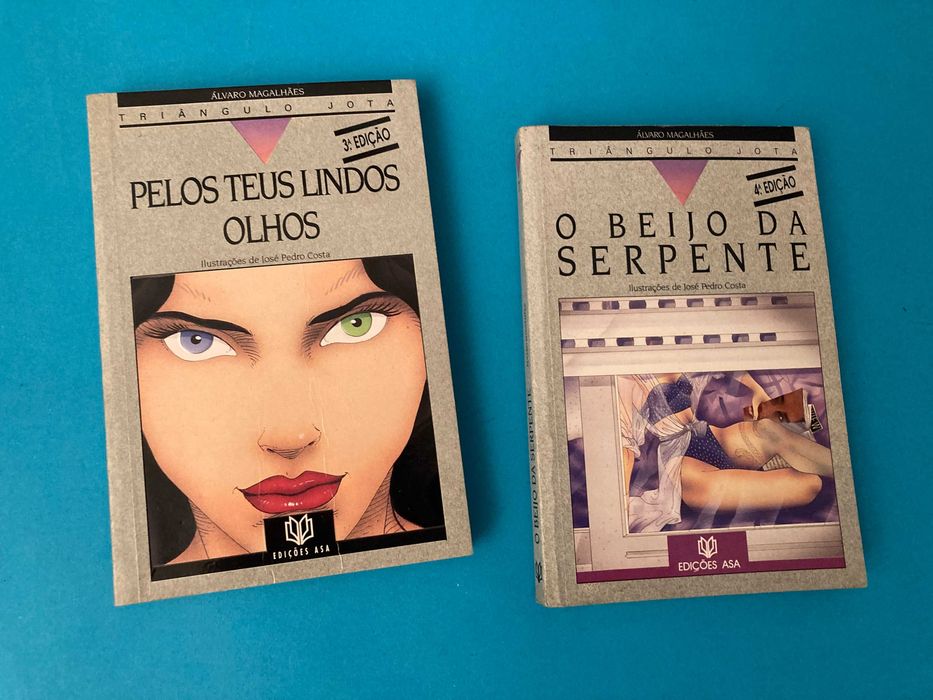 ÁLVARO MAGALHÃES
TRIÂNGULO JOTA
3ª. EDIÇÃO
PELOS TEUS LINDOS
OLHOS
Ilustrações de José Pedro Costa
EDIÇÕES ASA
ÁLVARO MAGALHÃES
TRIÂNGULO JOTA
4ª. EDIÇÃO
O BEIJO DA
SERPENTE
Ilustrações de José Pedro Costa
EDIÇÕES ASA
O BEIJO DA SERPENTE